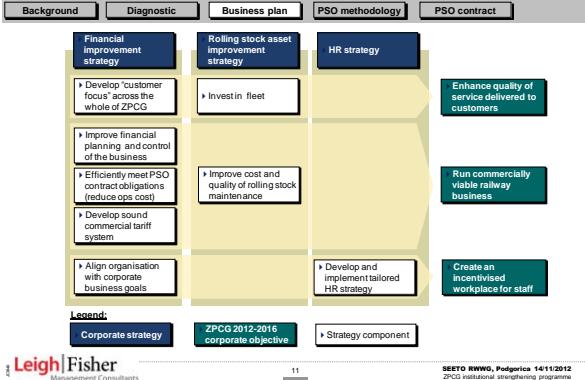 Background
Diagnostic
Business plan
PSO methodology
PSO contract
Financial
improvement
strategy
Rolling stock asset
improvement
strategy
HR strategy
Develop "customer
focus" across the
whole of ZPCG
Invest in fleet
Enhance quality of
service delivered to
customers
Improve financial
planning and control
of the business
Efficiently meet PSO
contract obligations
(reduce ops cost)
Develop sound
commercial tariff
system
Improve cost and
quality of rolling stock
maintenance
Run commercially
viable railway
business
Align organisation
with corporate
business goals
Develop and
implement tailored
HR strategy
Create an
incentivised
workplace for staff
Legend:
Corporate strategy
ZPCG 2012-2016
corporate objective
Strategy component
Leigh|Fisher
Management Consultants
11
SEETO RWWG, Podgorica 14/11/2012
ZPCG institutional strengthening programme